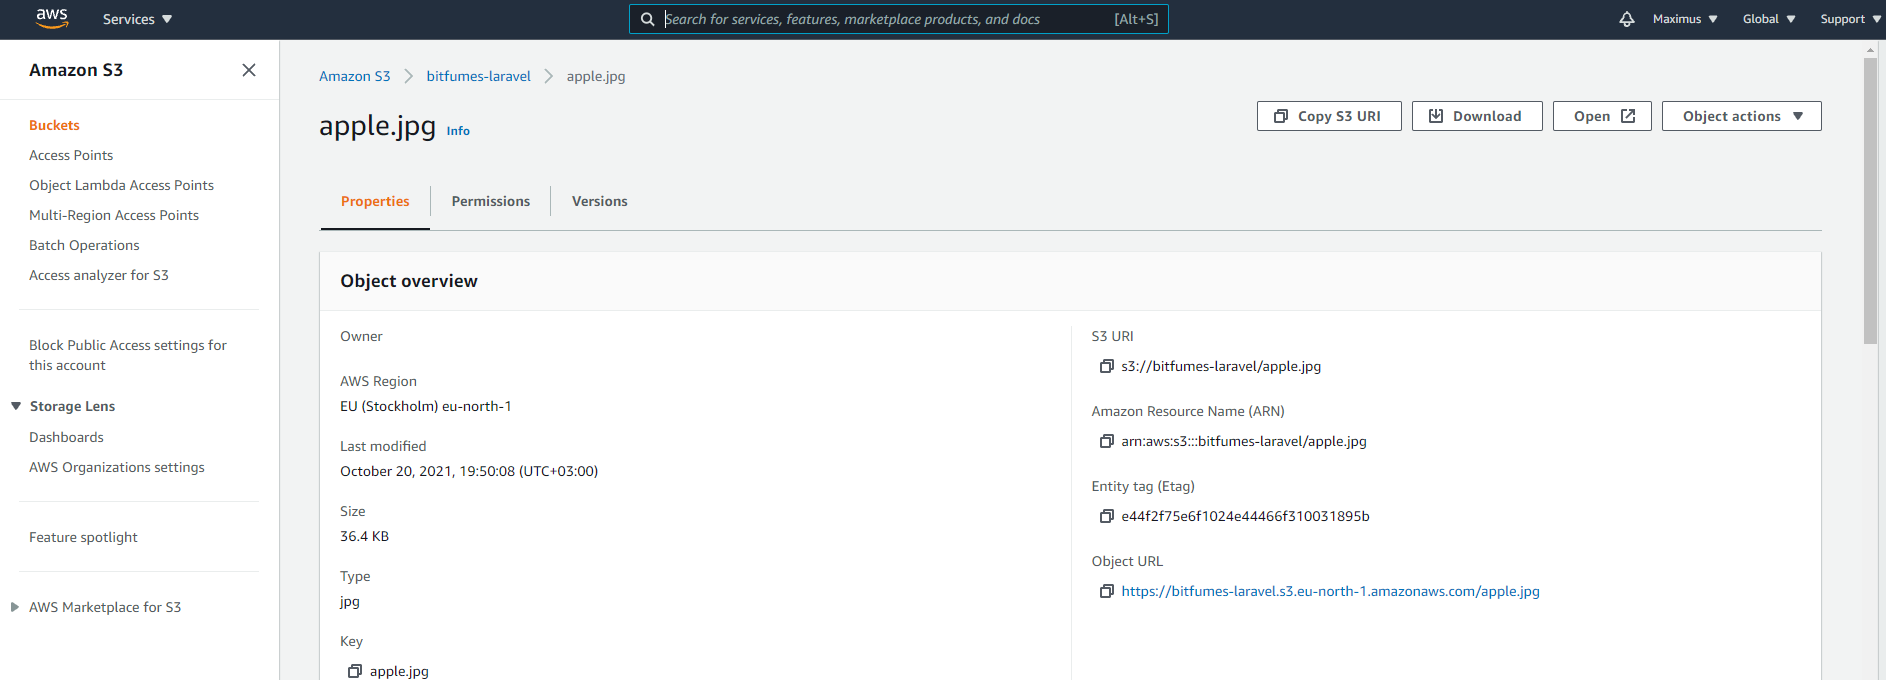 aws
Services
Search for services, features, marketplace products, and docs
[Alt+S]
Maximus
Global
Support
Amazon S3
Buckets
Access Points
Object Lambda Access Points
Multi-Region Access Points
Batch Operations
Access analyzer for S3
Block Public Access settings for
this account
Storage Lens
Dashboards
AWS Organizations settings
Feature spotlight
AWS Marketplace for S3
Amazon S3
bitfumes-laravel
apple.jpg
apple.jpg
Info
Copy S3 URI
Download
Open
Object actions
Properties
Permissions
Versions
Object overview
Owner
AWS Region
EU (Stockholm) eu-north-1
Last modified
October 20, 2021, 19:50:08 (UTC+03:00)
Size
36.4 KB
Type
jpg
Key
apple.jpg
S3 URI
s3://bitfumes-laravel/apple.jpg
Amazon Resource Name (ARN)
arn:aws:s3:::bitfumes-laravel/apple.jpg
Entity tag (Etag)
e44f2f75e6f1024e44466f310031895b
Object URL
https://bitfumes-laravel.s3.eu-north-1.amazonaws.com/apple.jpg